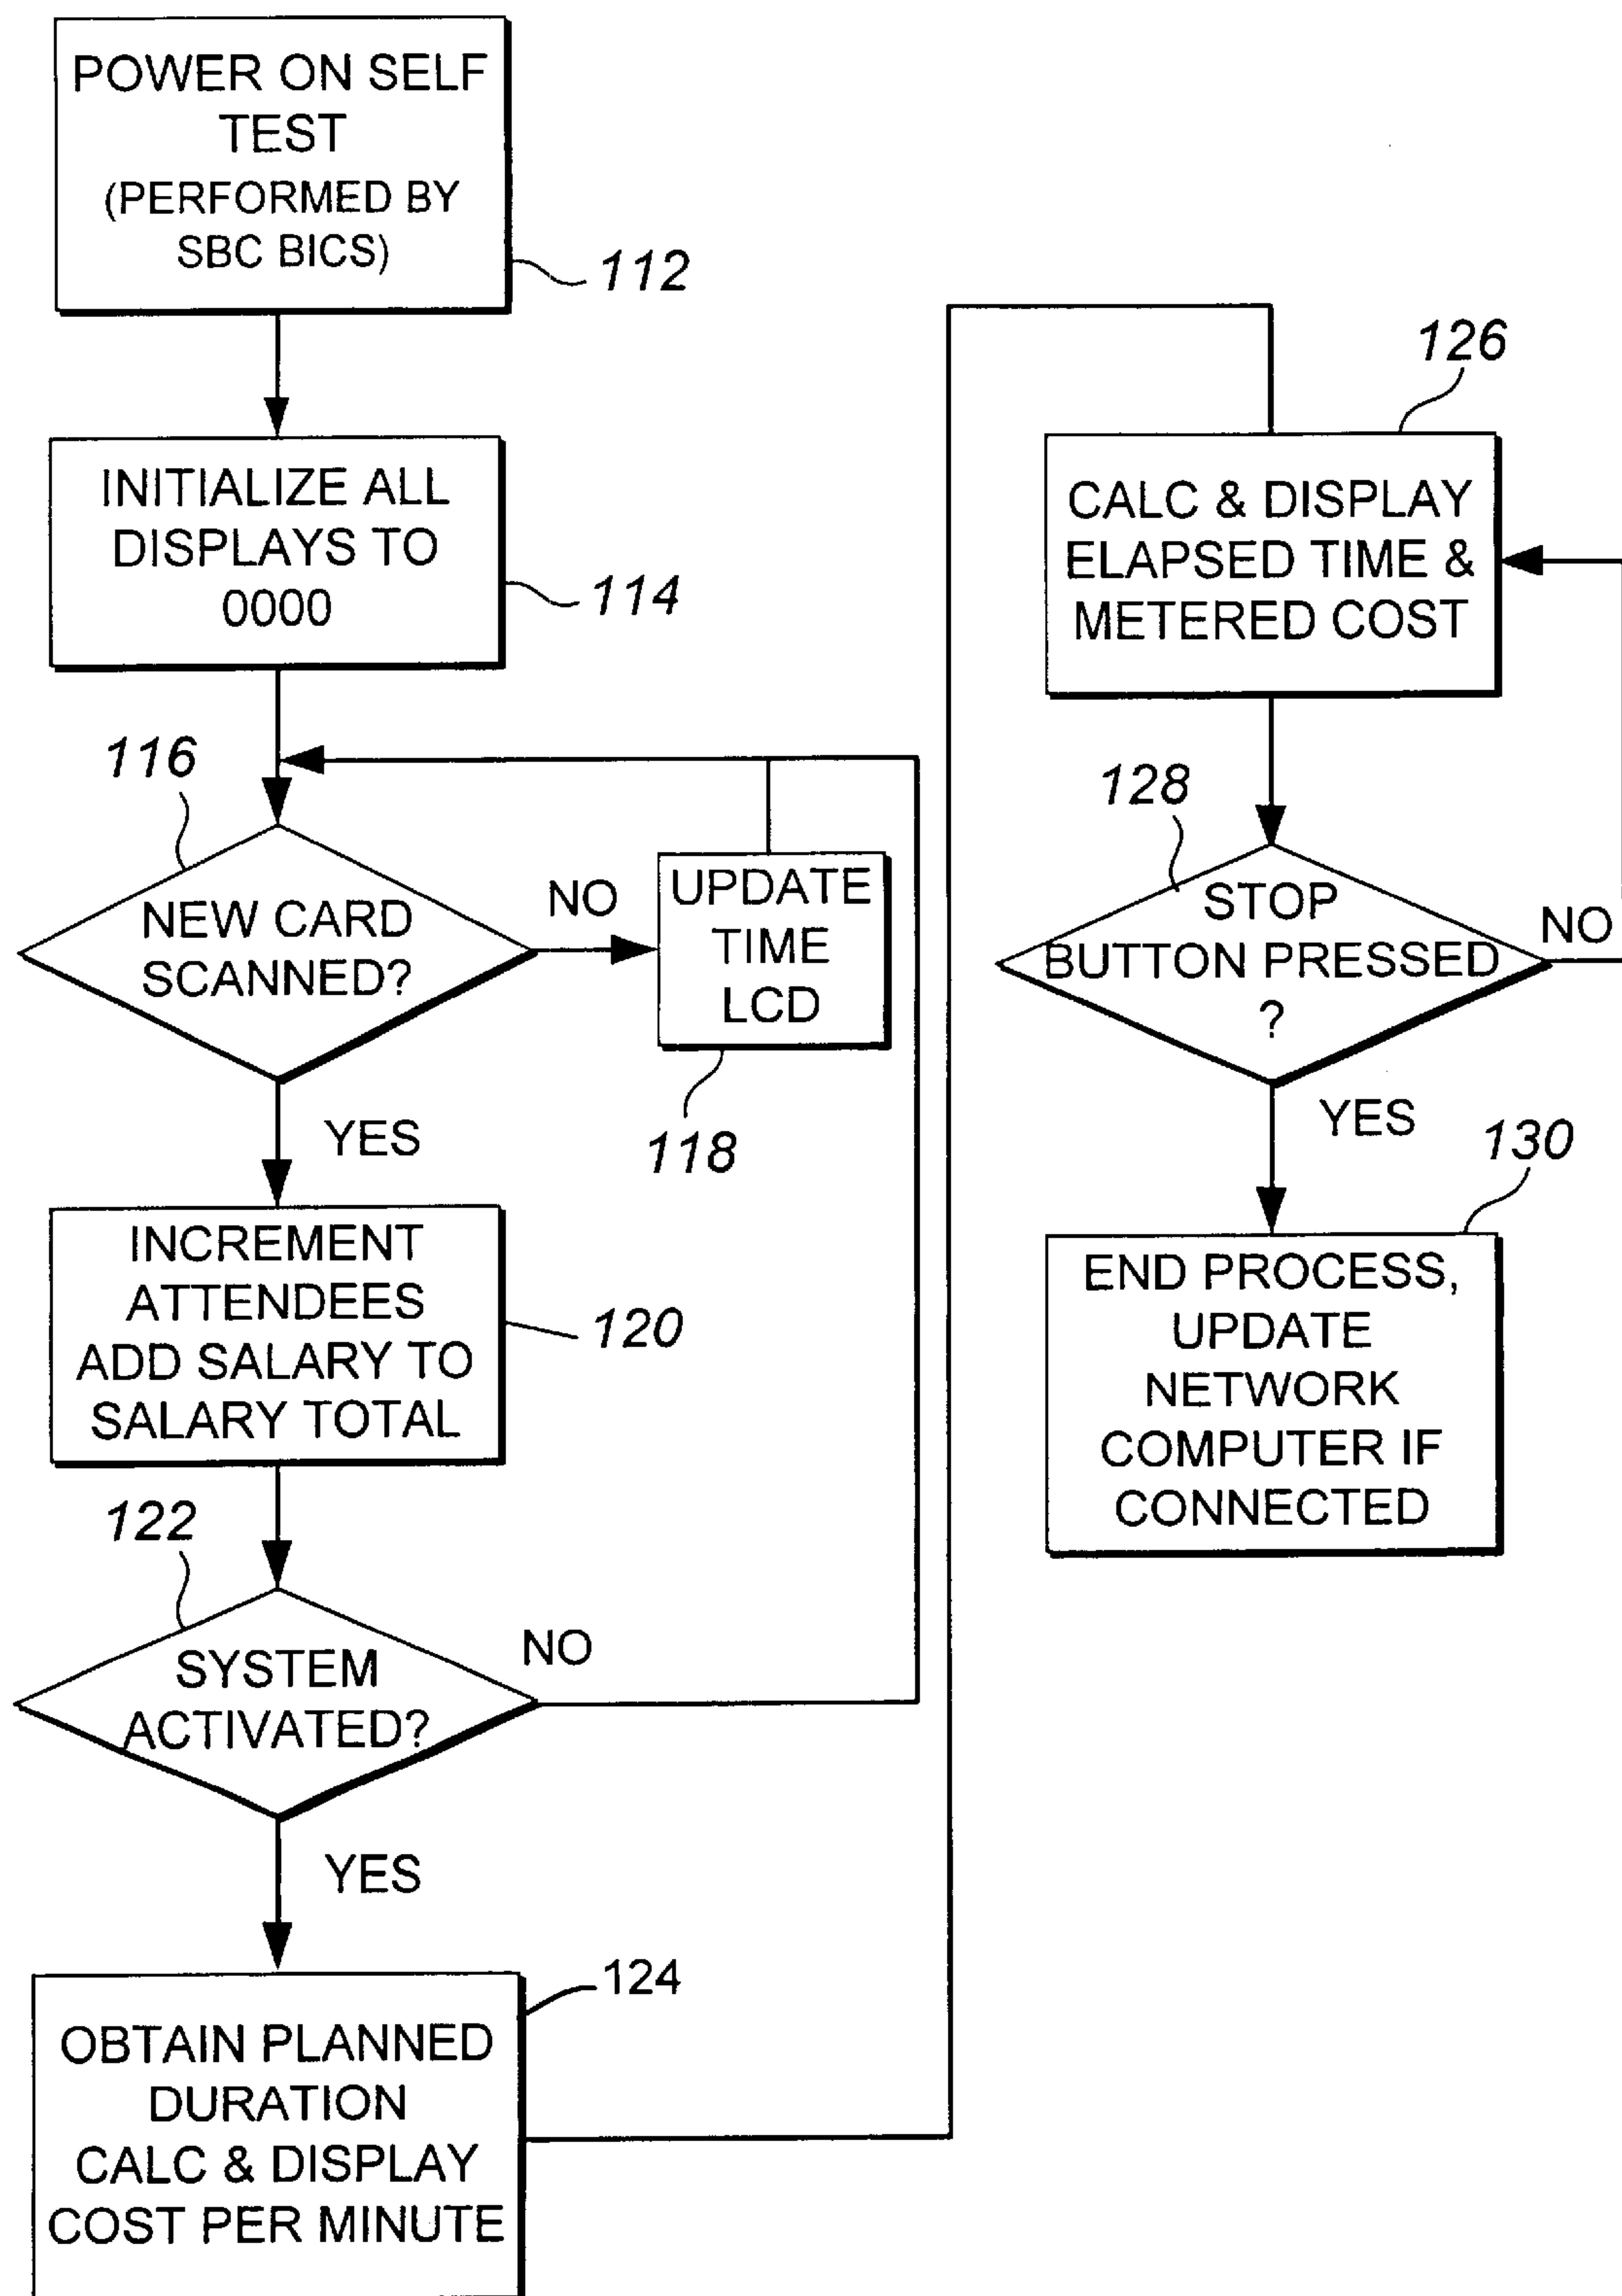 POWER ON SELF
TEST
(PERFORMED BY
SBC BICS)
112
INITIALIZE ALL
DISPLAYS TO
0000
114
116
NEW CARD
SCANNED?
NO
UPDATE
TIME
LCD
118
YES
INCREMENT
ATTENDEES
ADD SALARY TO
SALARY TOTAL
120
122
SYSTEM
ACTIVATED?
NO
YES
124
OBTAIN PLANNED
DURATION
CALC & DISPLAY
COST PER MINUTE
126
CALC & DISPLAY
ELAPSED TIME &
METERED COST
128
STOP
BUTTON PRESSED
?
NO
YES
130
END PROCESS,
UPDATE
NETWORK
COMPUTER IF
CONNECTED